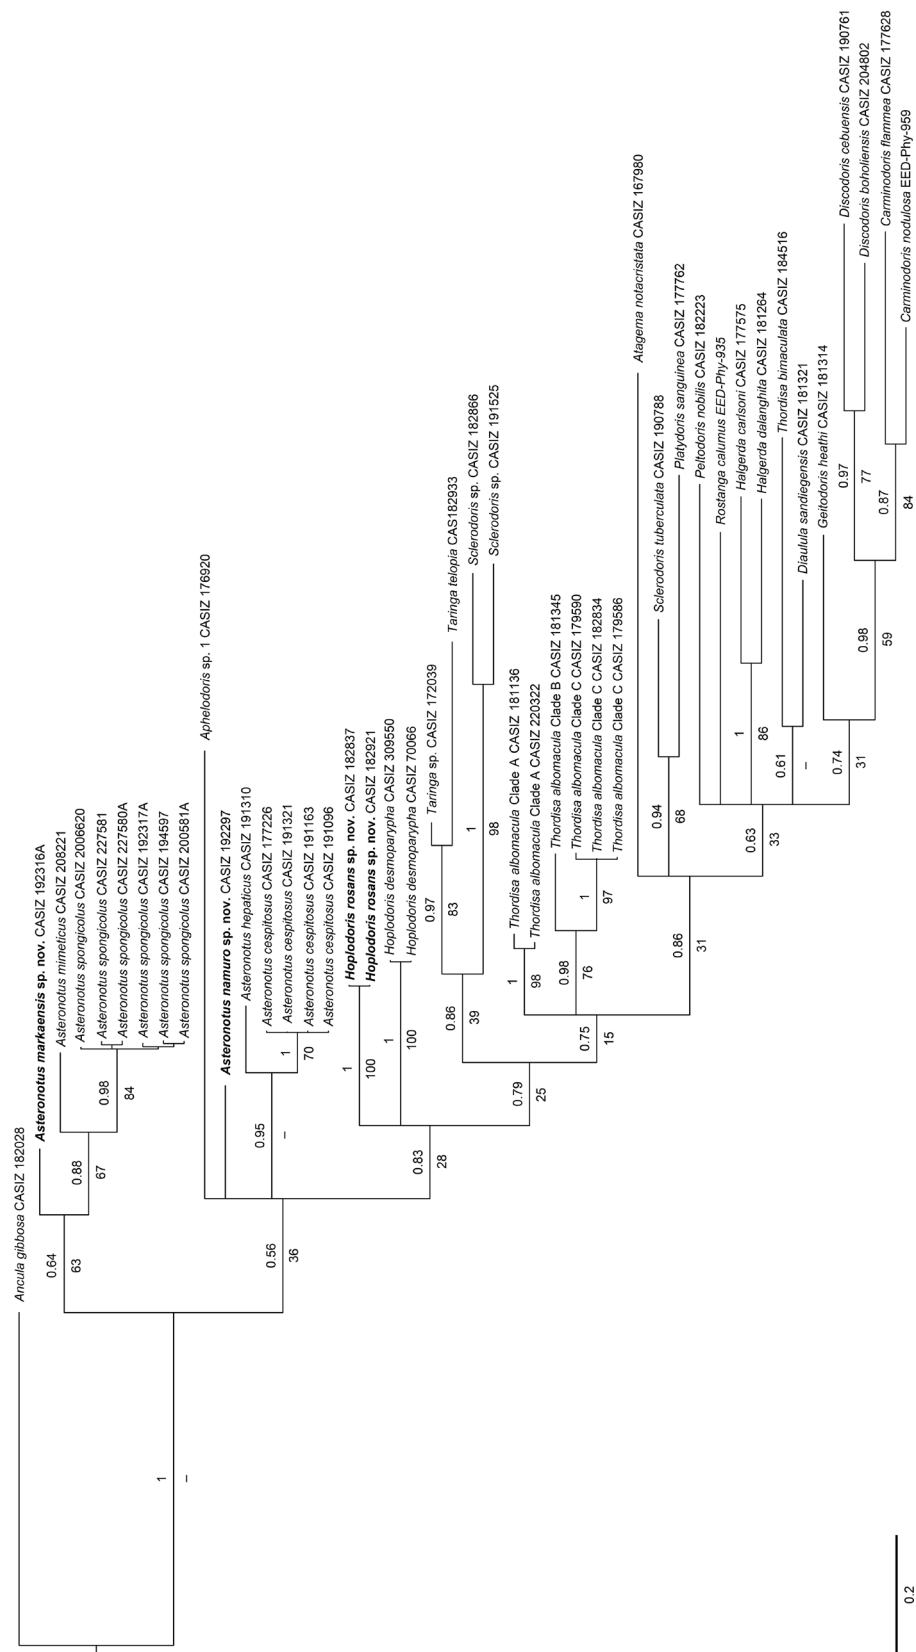 Ancula gibbosa CASIZ 182028
Asteronotus markaensis sp. nov. CASIZ 192316A
Asteronotus mimeticus CASIZ 208221
Asteronotus spongicolus CASIZ 2006620
Asteronotus spongicolus CASIZ 227581
Asteronotus spongicolus CASIZ 227580A
Asteronotus spongicolus CASIZ 192317A
Asteronotus spongicolus CASIZ 194597
Asteronotus spongicolus CASIZ 200581A
Aphelodoris sp. 1 CASIZ 176920
Asteronotus namuro sp. nov. CASIZ 192297
Asteronotus hepaticus CASIZ 191310
Asteronotus cespitosus CASIZ 177226
Asteronotus cespitosus CASIZ 191321
Asteronotus cespitosus CASIZ 191163
Asteronotus cespitosus CASIZ 191096
Hoplodoris rosans sp. nov. CASIZ 182837
Hoplodoris rosans sp. nov. CASIZ 182921
Hoplodoris desmoparypha CASIZ 309550
Hoplodoris desmoparypha CASIZ 70066
Taringa sp. CASIZ 172039
Taringa telopia CAS182933
Sclerodoris sp. CASIZ 182866
Sclerodoris sp. CASIZ 191525
Thordisa albomacula Clade A CASIZ 181136
Thordisa albomacula Clade A CASIZ 220322
Thordisa albomacula Clade B CASIZ 181345
Thordisa albomacula Clade C CASIZ 179590
Thordisa albomacula Clade C CASIZ 182834
Thordisa albomacula Clade C CASIZ 179586
Atagema notacristata CASIZ 167980
Sclerodoris tuberculata CASIZ 190788
Platydoris sanguinea CASIZ 177762
Peltodoris nobilis CASIZ 182223
Rostanga calumus EED-Phy-935
Halgerda carlsoni CASIZ 177575
Halgerda dalanghita CASIZ 181264
Thordisa bimaculata CASIZ 184516
Diaulula sandiegensis CASIZ 181321
Geitodoris heathi CASIZ 181314
Discodoris cebuensis CASIZ 190761
Discodoris boholiensis CASIZ 204802
Carminodoris flammea CASIZ 177628
Carminodoris nodulosa EED-Phy-959
1
–
0.64
63
0.88
67
0.98
84
0.56
36
0.95
–
1
70
0.83
28
1
100
1
100
0.79
25
0.86
39
0.97
83
1
98
0.75
15
1
98
0.98
76
1
97
0.86
31
0.94
68
0.63
33
1
86
0.61
–
0.74
31
0.98
59
0.97
77
0.87
84
0.2